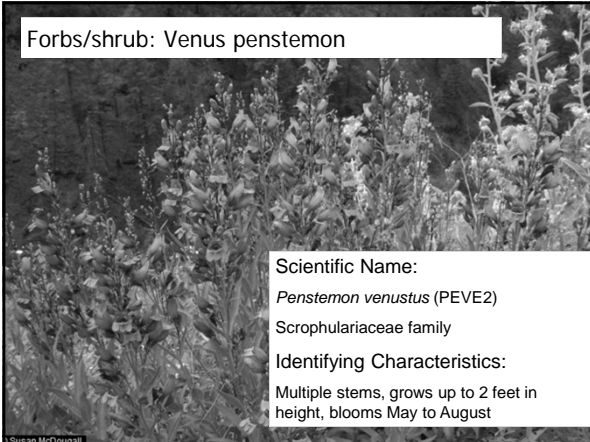 Forbs/shrub: Venus penstemon
Scientific Name:
Penstemon venustus (PEVE2)
Scrophulariaceae family
Identifying Characteristics:
Multiple stems, grows up to 2 feet in
height, blooms May to August
Susan McDougall